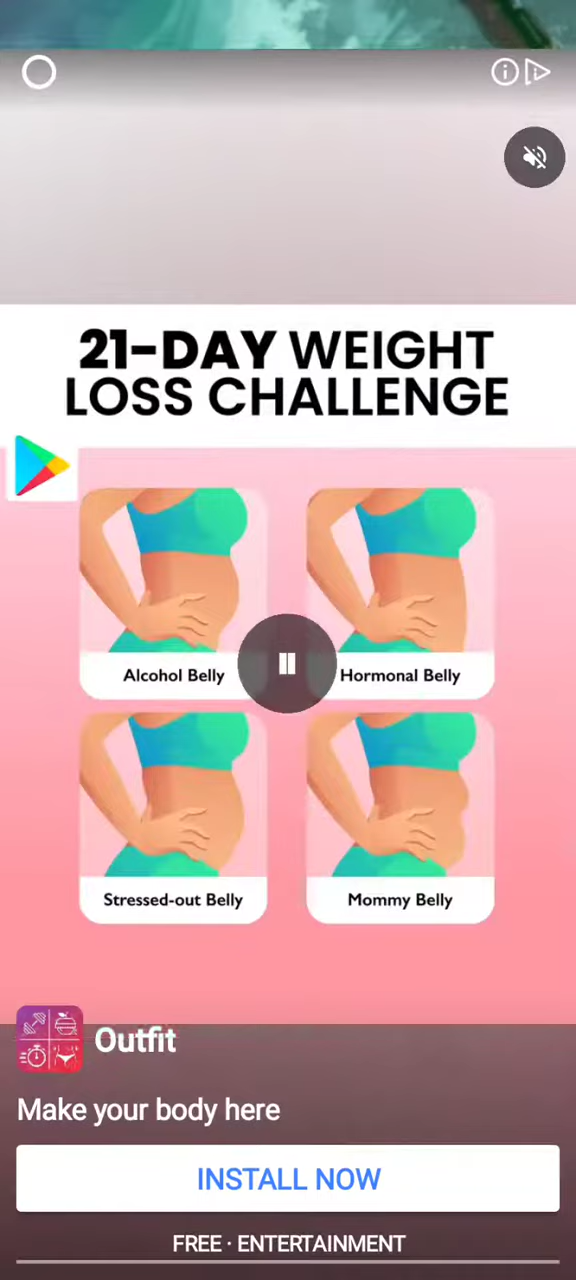 21-DAY WEIGHT
LOSS CHALLENGE
Alcohol Belly
Hormonal Belly
Stressed-out Belly
Mommy Belly
Outfit
Make your body here
INSTALL NOW
FREE · ENTERTAINMENT